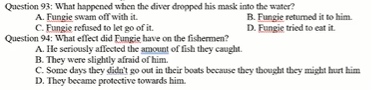 Question 93: What happened when the diver dropped his mask into the water?
A. Fungie swam off with it. B. Fungie returned it to him.
C. Fungie refused to let go of it. D. Fungie tried to eat it.
Question 94: What effect did Fungie have on the fishermen?
A. He seriously affected the amount of fish they caught.
B. They were slightly afraid of him.
C. Some days they didn't go out in their boats because they thought they might hurt him
D. They became protective towards him.